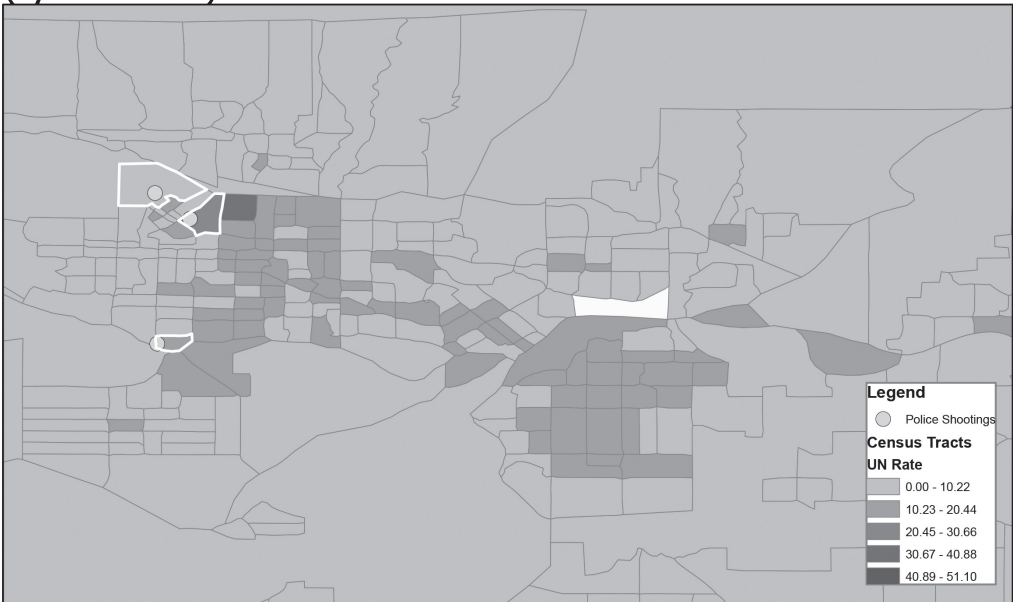 Legend
Police Shootings
Census Tracts
UN Rate
0.00 - 10.22
10.23 - 20.44
20.45 - 30.66
30.67 - 40.88
40.89 - 51.10